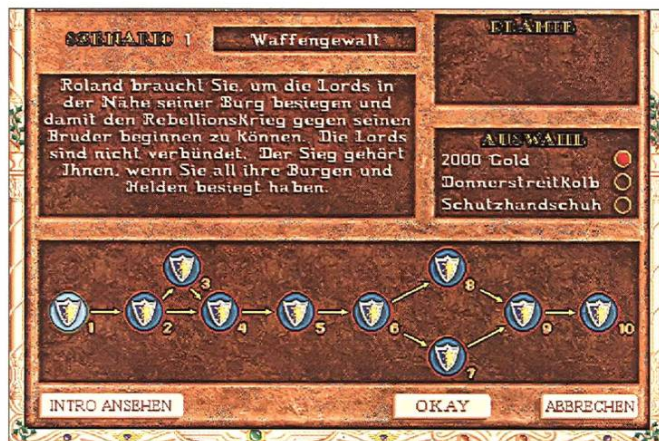 SCENARIO 1
Waffengewalt
Roland braucht Sie, um die Lords in
der Nähe seiner Burg besiegen und
damit den Rebellionskrieg gegen seinen
Bruder beginnen zu können. Die Lords
sind nicht verbündet. Der Sieg gehört
Ihnen, wenn Sie all ihre Burgen und
Helden besiegt haben.
AUSWAHL
2000 Gold
Donnerstreitkolb
Schutzhandschuh
3
8
1
2
4
5
6
9
10
7
INTRO ANSEHEN
OKAY
ABBRECHEN